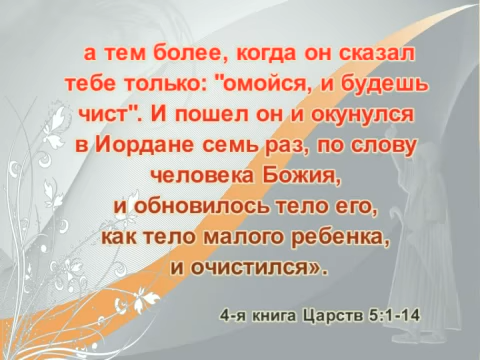 а тем более, когда он сказал
тебе только: "омойся, и будешь
чист". И пошел он и окунулся
в Иордане семь раз, по слову
человека Божия,
и обновилось тело его,
как тело малого ребенка,
и очистился».
4-я книга Царств 5:1-14